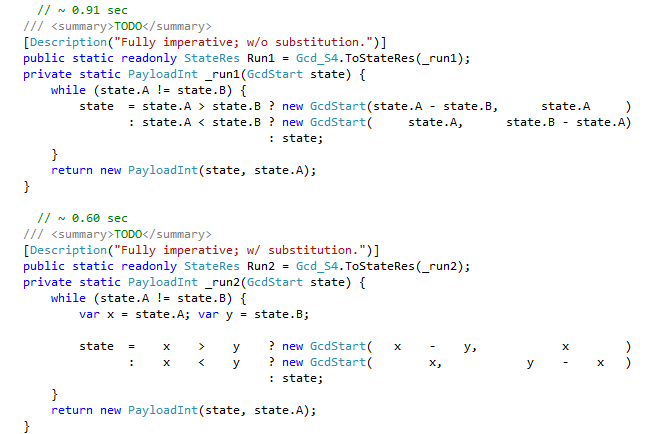 // ~ 0.91 sec
/// <summary>TODO</summary>
[Description("Fully imperative; w/o substitution.")]
public static readonly StateRes Run1 = Gcd_S4.ToStateRes(_run1);
private static PayloadInt _run1(GcdStart state) {
while (state.A != state.B) {
state  = state.A > state.B ? new GcdStart(state.A - state.B,      state.A     )
: state.A < state.B ? new GcdStart(     state.A,      state.B - state.A)
: state;
}
return new PayloadInt(state, state.A);
}
// ~ 0.60 sec
/// <summary>TODO</summary>
[Description("Fully imperative; w/ substitution.")]
public static readonly StateRes Run2 = Gcd_S4.ToStateRes(_run2);
private static PayloadInt _run2(GcdStart state) {
while (state.A != state.B) {
var x = state.A; var y = state.B;
state  =    x    >    y    ? new GcdStart(   x    -    y,            x        )
:    x    <    y    ? new GcdStart(        x,            y    -    x   )
: state;
}
return new PayloadInt(state, state.A);
}